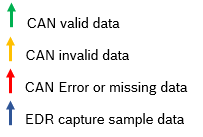 CAN valid data
CAN invalid data
CAN Error or missing data
EDR capture sample data